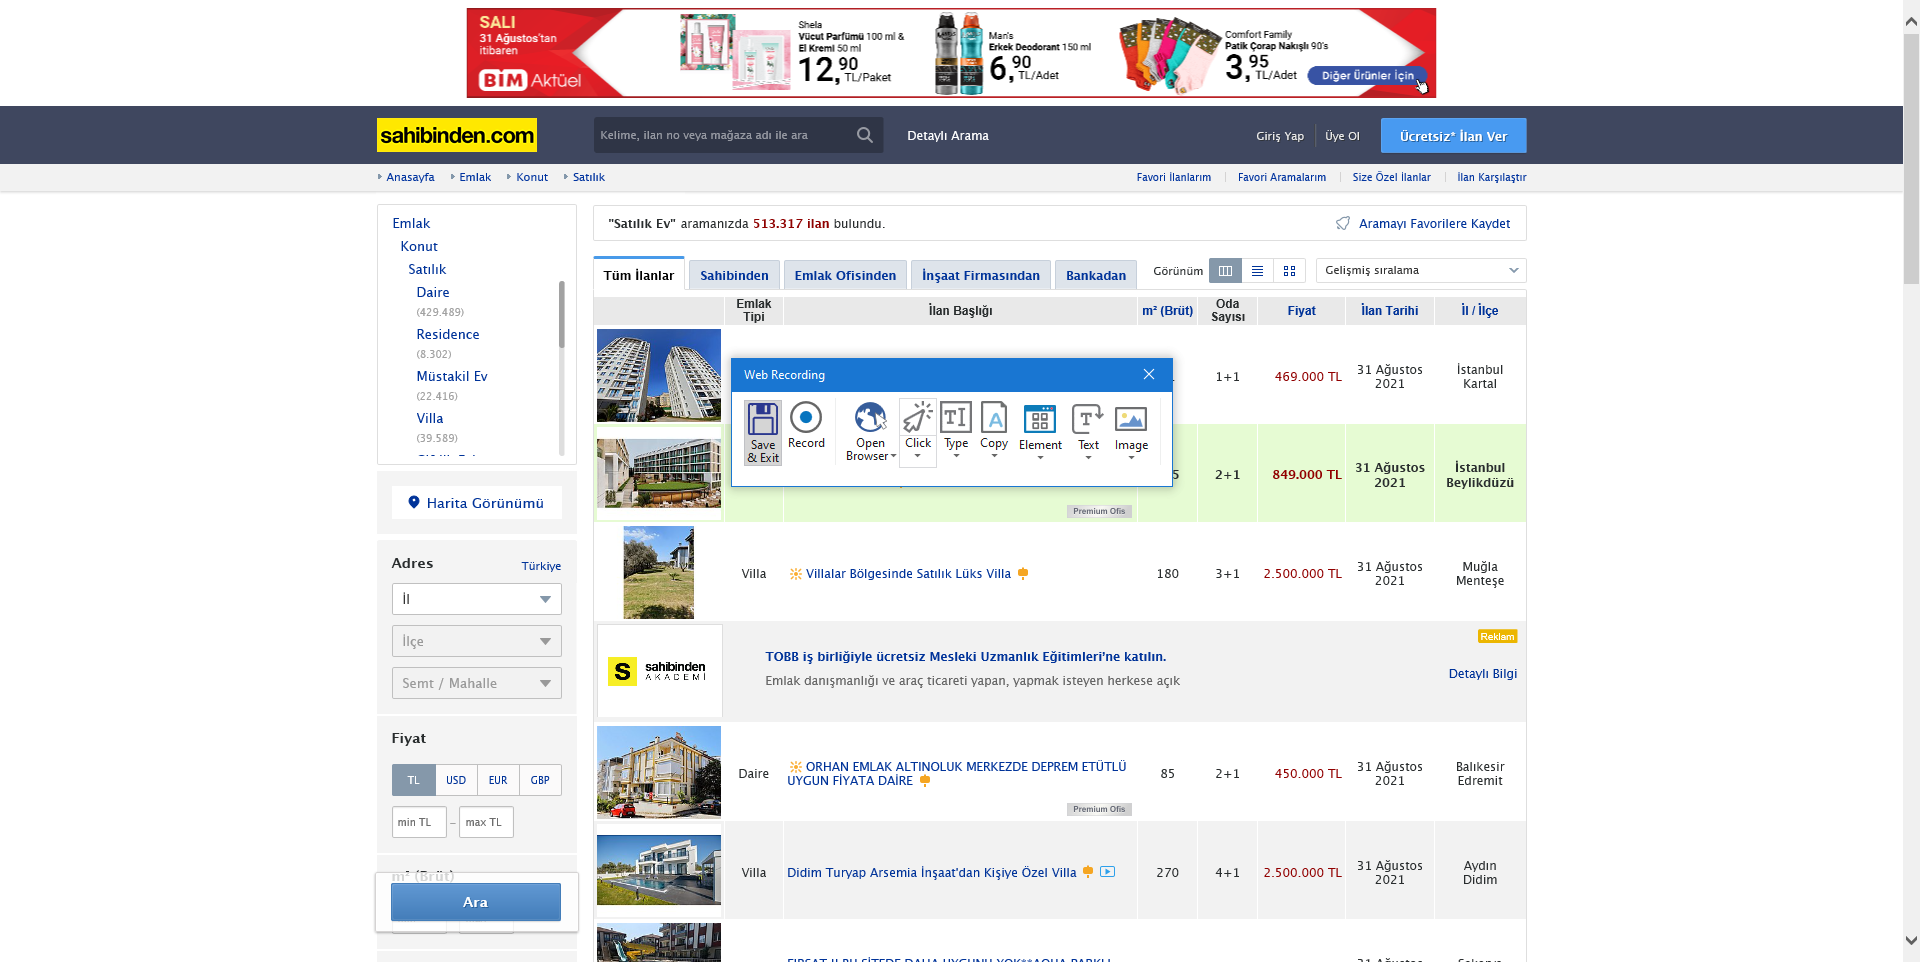 SALI
31 Ağustos'tan
itibaren
BİM Aktüel
Shela
Vücut Parfümü 100 ml &
El Kremi 50 ml
12,90 TL/Paket
Man's
Erkek Deodorant 150 ml
6,90 TL/Adet
Comfort Family
Patik Çorap Nakışlı 90's
3,95 TL/Adet
Diğer Ürünler İçin
sahibinden.com
Kelime, ilan no veya mağaza adı ile ara
Detaylı Arama
Giriş Yap
Üye Ol
Ücretsiz* İlan Ver
Anasayfa
Emlak
Konut
Satılık
Favori İlanlarım
Favori Aramalarım
Size Özel İlanlar
İlan Karşılaştır
Emlak
Konut
Satılık
Daire
(429.489)
Residence
(8.302)
Müstakil Ev
(22.416)
Villa
(39.589)
Harita Görünümü
Adres
Türkiye
İl
İlçe
Semt / Mahalle
Fiyat
TL USD EUR GBP
min TL – max TL
m² (Brüt)
Ara
"Satılık Ev" aramanızda 513.317 ilan bulundu.
Aramayı Favorilere Kaydet
Tüm İlanlar
Sahibinden
Emlak Ofisinden
İnşaat Firmasından
Bankadan
Görünüm
Gelişmiş sıralama
Emlak Tipi
İlan Başlığı
m² (Brüt)
Oda Sayısı
Fiyat
İlan Tarihi
İl / İlçe
1+1
469.000 TL
31 Ağustos
2021
İstanbul
Kartal
Web Recording
Save
& Exit
Record
Open
Browser
Click
Type
Copy
Element
Text
Image
5
2+1
849.000 TL
31 Ağustos
2021
İstanbul
Beylikdüzü
Premium Ofis
Villa
Villalar Bölgesinde Satılık Lüks Villa
180
3+1
2.500.000 TL
31 Ağustos
2021
Muğla
Menteşe
S sahibinden
AKADEMİ
TOBB iş birliğiyle ücretsiz Mesleki Uzmanlık Eğitimleri'ne katılın.
Emlak danışmanlığı ve araç ticareti yapan, yapmak isteyen herkese açık
Reklam
Detaylı Bilgi
Daire
ORHAN EMLAK ALTINOLUK MERKEZDE DEPREM ETÜTLÜ
UYGUN FİYATA DAİRE
Premium Ofis
85
2+1
450.000 TL
31 Ağustos
2021
Balıkesir
Edremit
Villa
Didim Turyap Arsemia İnşaat'dan Kişiye Özel Villa
270
4+1
2.500.000 TL
31 Ağustos
2021
Aydın
Didim